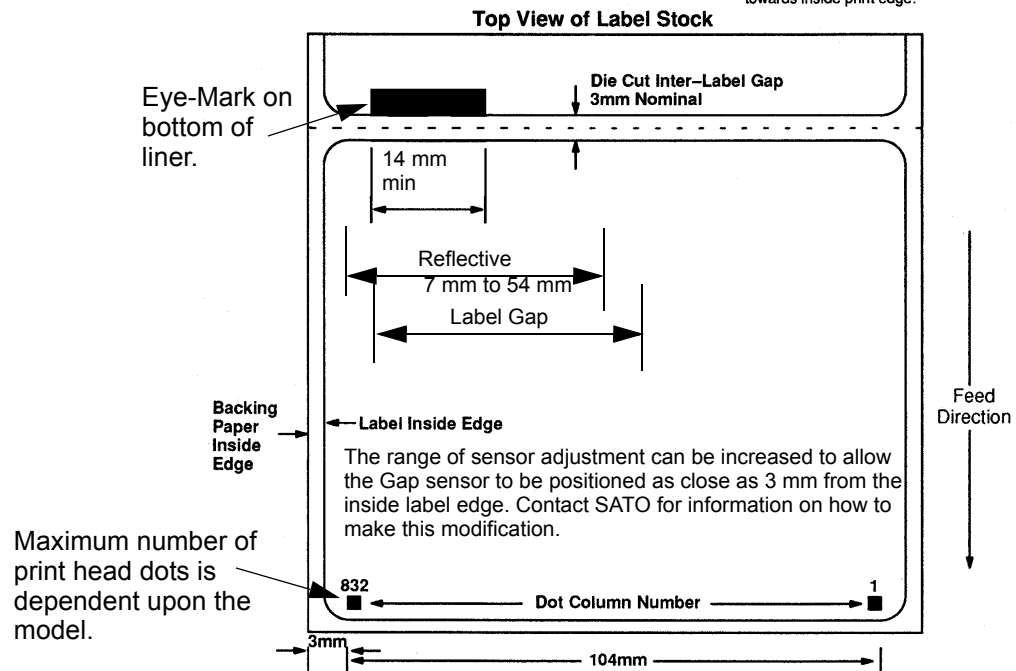 towards inside print edge.
Top View of Label Stock
Eye-Mark on
bottom of
liner.
Die Cut Inter–Label Gap
3mm Nominal
14 mm
min
Reflective
7 mm to 54 mm
Label Gap
Feed
Direction
Backing
Paper
Inside
Edge
Label Inside Edge
The range of sensor adjustment can be increased to allow
the Gap sensor to be positioned as close as 3 mm from the
inside label edge. Contact SATO for information on how to
make this modification.
Maximum number of
print head dots is
dependent upon the
model.
832
1
Dot Column Number
3mm
104mm